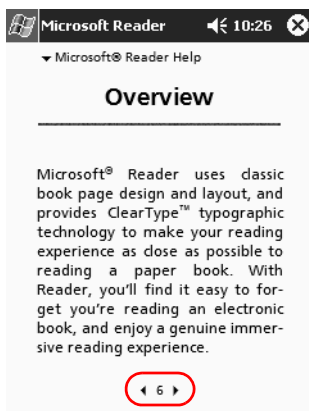 Microsoft Reader 10:26
Microsoft® Reader Help
Overview
Microsoft® Reader uses classic
book page design and layout, and
provides ClearType™ typographic
technology to make your reading
experience as close as possible to
reading a paper book. With
Reader, you'll find it easy to for-
get you're reading an electronic
book, and enjoy a genuine immer-
sive reading experience.
6